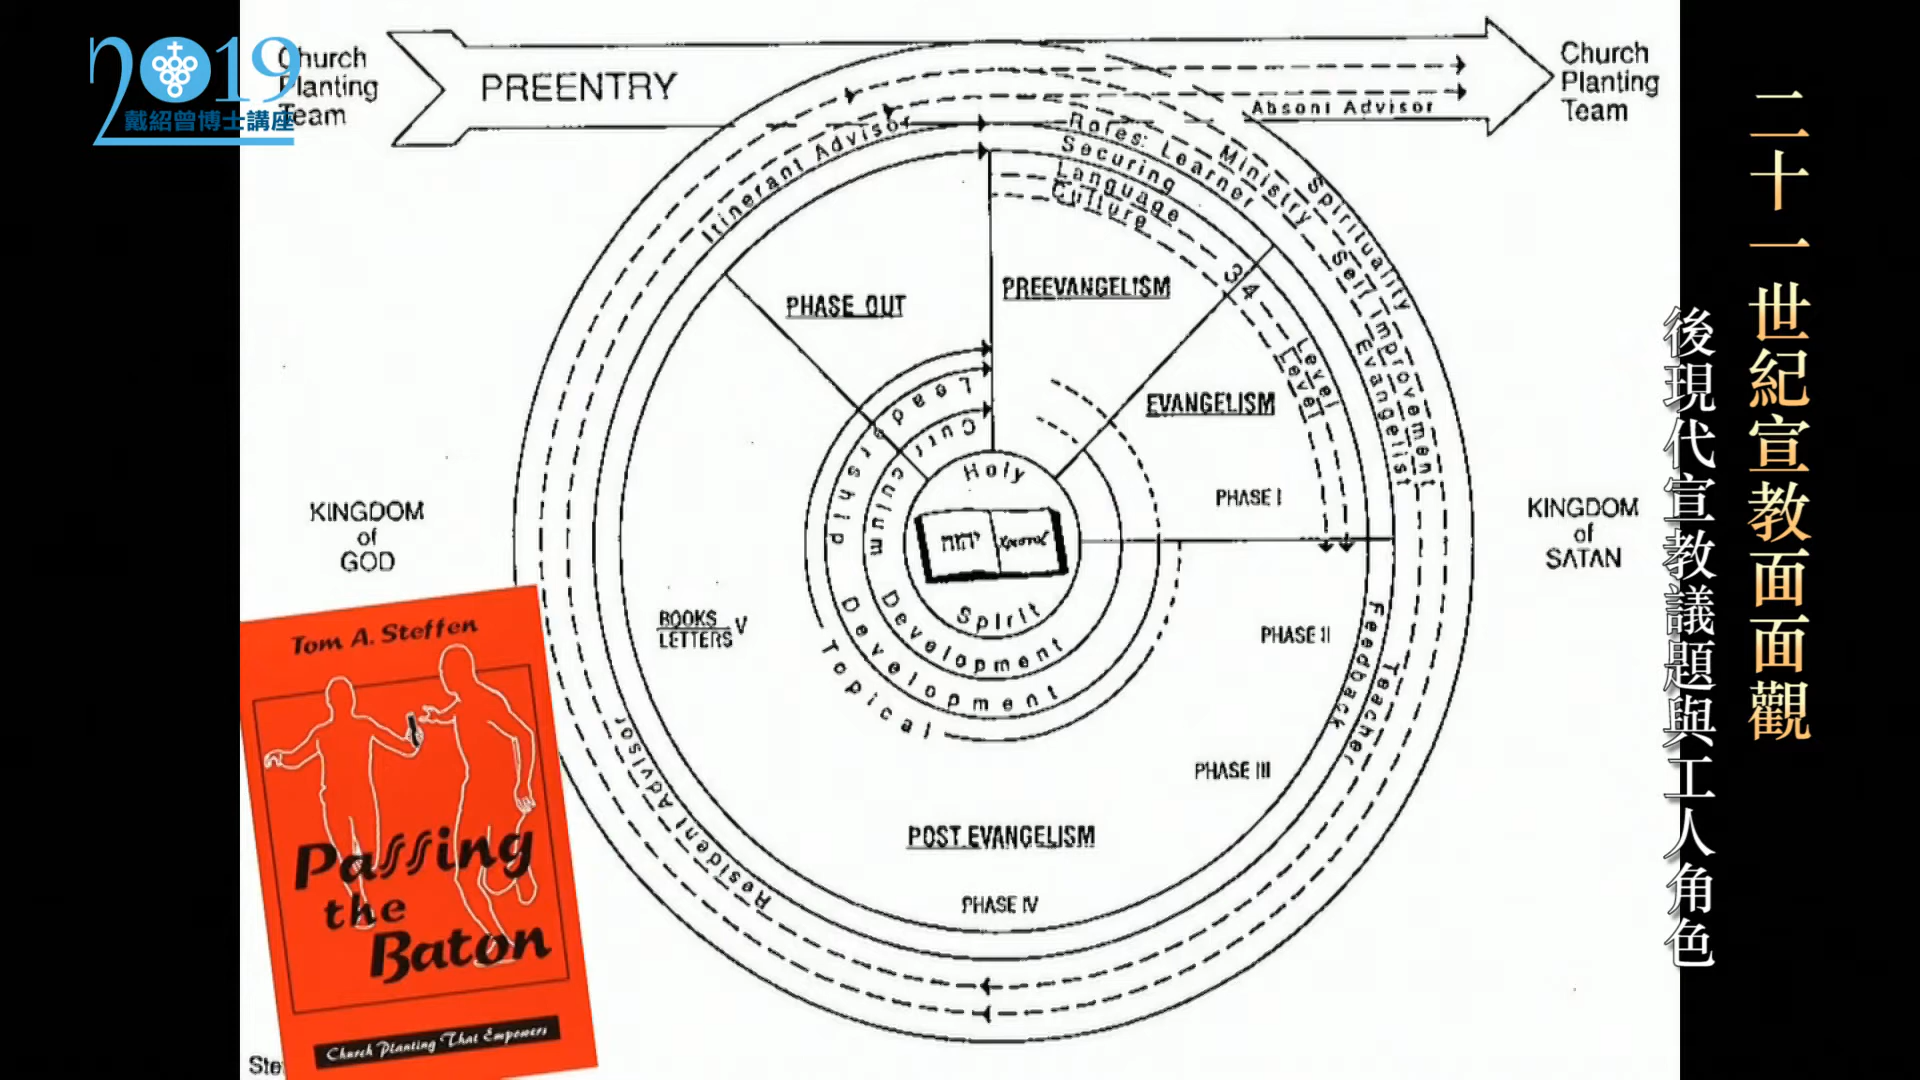 2019
戴紹曾博士講座
Church
Planting
Team
PREENTRY
Absont Advisor
Church
Planting
Team
Itinerant Advisor
Roles: Learner
Securing
Language
Culture
Ministry
Spirituality
Self Improvement
Evangelist
3 Level
4 Level
PHASE OUT
PREEVANGELISM
EVANGELISM
PHASE I
KINGDOM
of
GOD
KINGDOM
of
SATAN
Leadership Development
Curriculum Development
Holy
Spirit
Topical
BOOKS
LETTERS V
PHASE II
Feedback
Teacher
PHASE III
POST EVANGELISM
PHASE IV
Resident Advisor
Tom A. Steffen
Passing
the
Baton
Church Planting That Empowers
Ste
二十一世紀宣教面面觀
後現代宣教議題與工人角色